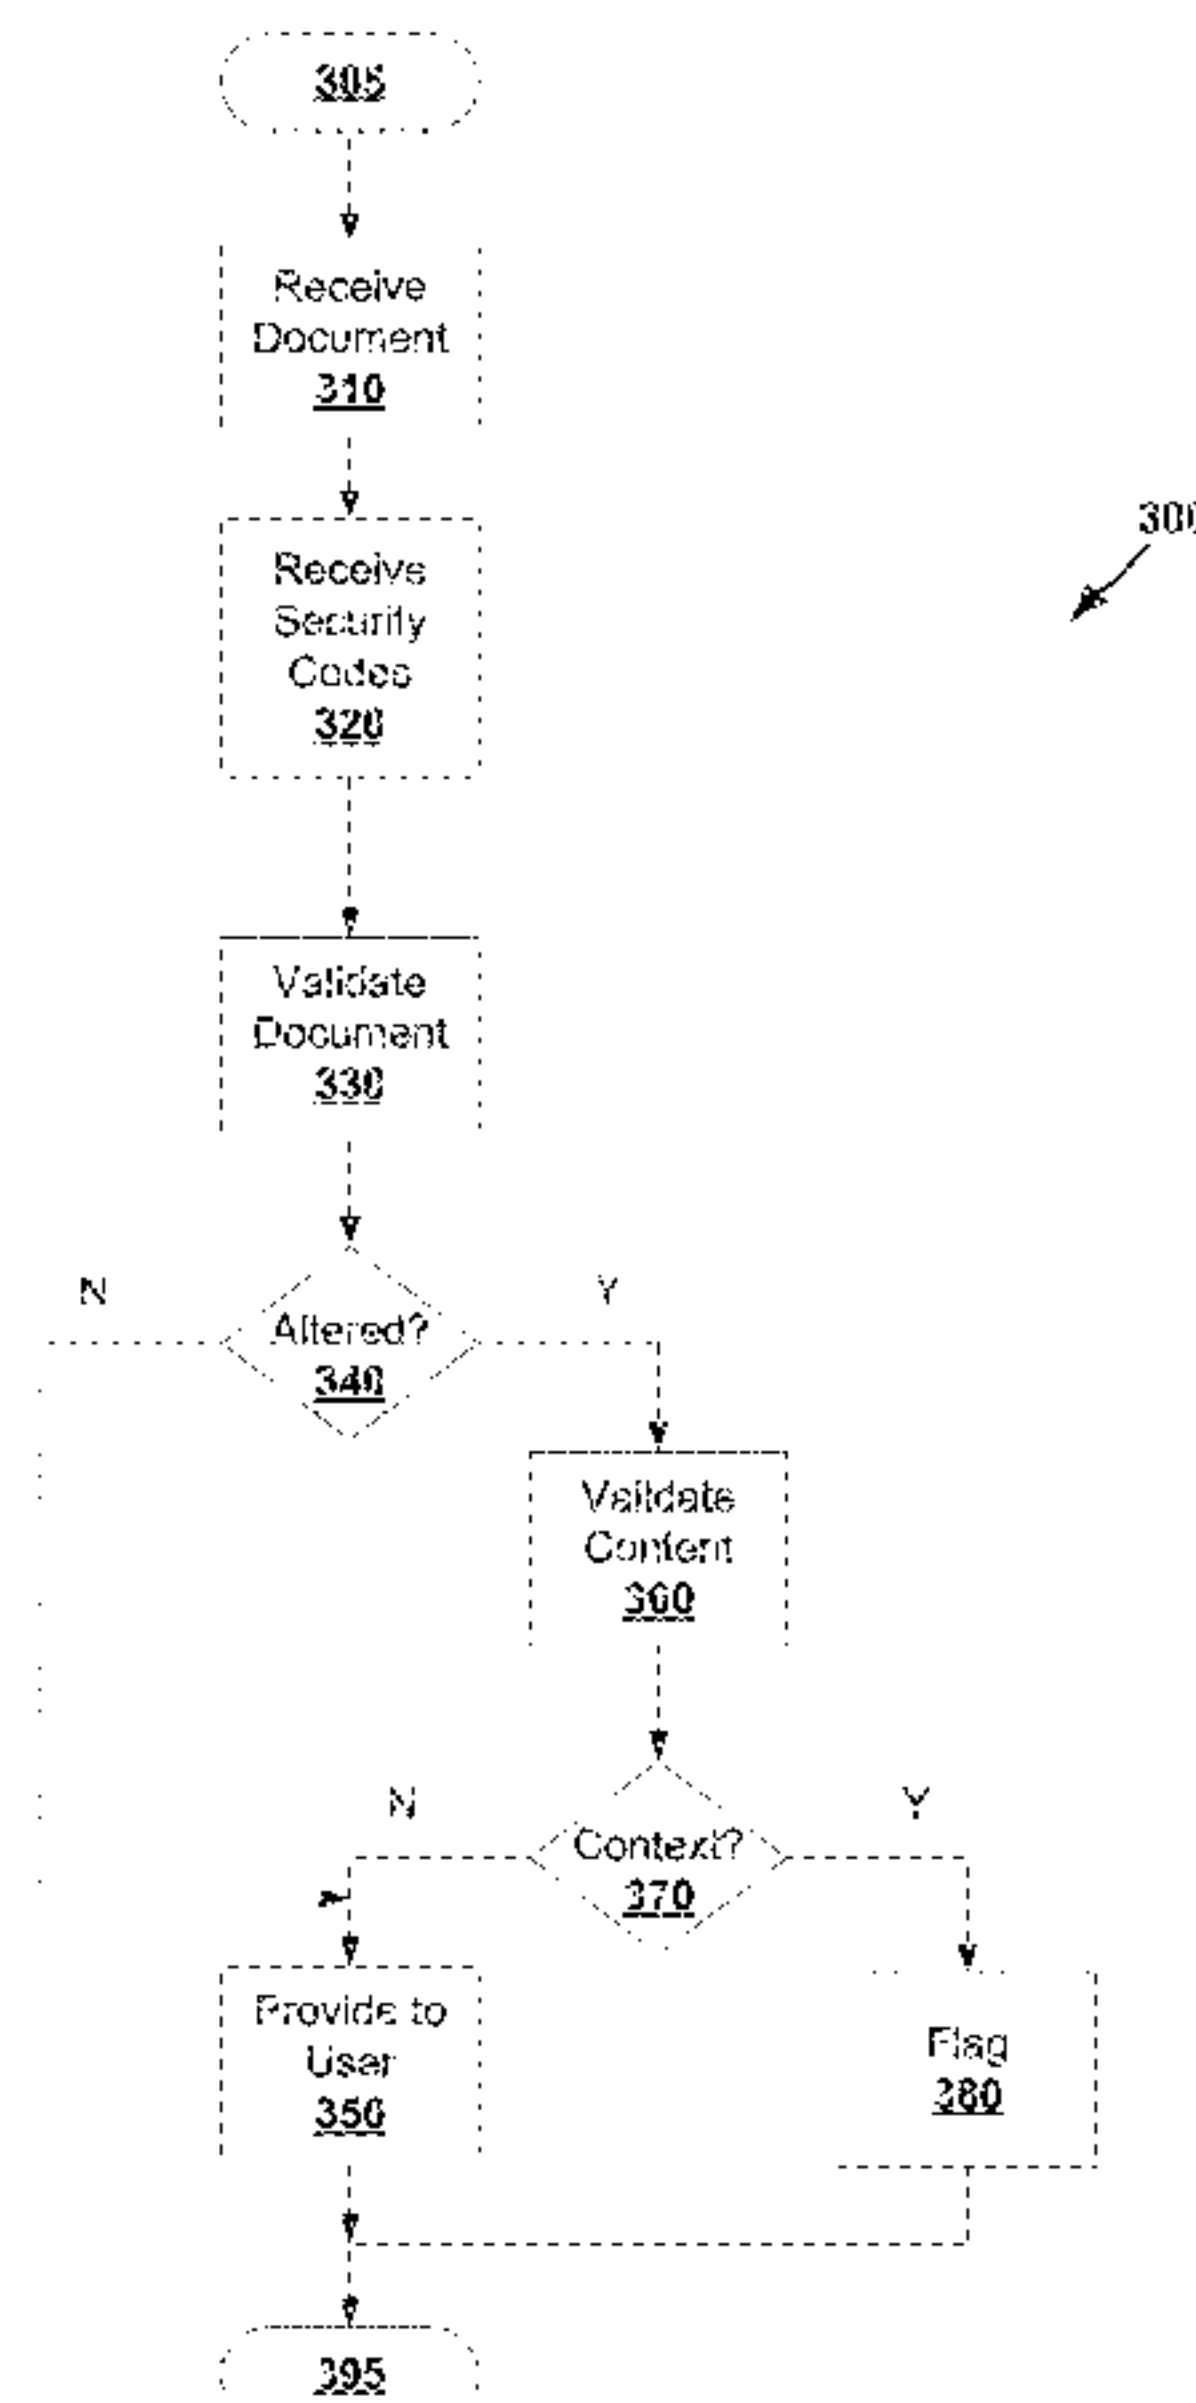 305
Receive
Document
310
300
Receive
Security
Codes
320
Validate
Document
330
N
Y
Altered?
340
Validate
Content
360
N
Y
Context?
370
Provide to
User
350
Flag
380
395